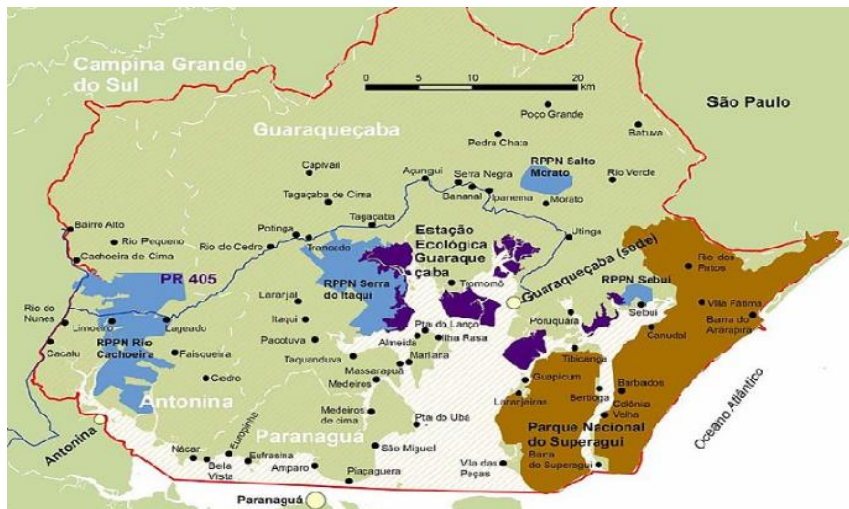 Campina Grande
do Sul
0 10 20
km
São Paulo
Poço Grande
Guaraqueçaba
Batuva
Pedra Chata
Capivari
Açungui
Serra Negra
RPPN Salto
Morato
Rio Verde
Bananal
Ipanema
Tagaçaba de Cima
Morato
Bairro Alto
Potinga
Tagaçaba
Estação
Ecológica
Guaraque
çaba
Utinga
Rio Pequeno
Rio do Cedro
Trancado
Guaraqueçaba (sede)
Cachoeira de Cima
Rio dos
Patos
PR 405
RPPN Serra
do Itaqui
Tromomô
RPPN Sebuí
Laranjal
Vila Fátima
Rio do
Nunes
Limoeiro
Lageado
Itaqui
Poruquara
Sebuí
Barra do
Ararapira
Pta do Lanço
RPPN Rio
Cachoeira
Pacotuva
Almeida
Ilha Rasa
Canudal
Cacatu
Faisqueira
Taquanduva
Mariana
Tibicanga
Massarapuã
Cedro
Medeiros
Guapicum
Barbados
Antonina
Laranjeiras
Bertioga
Colônia
Velha
Medeiros
de cima
Pta do Ubá
Parque Nacional
do Superagui
Oceano Atlântico
Antonina
Paranaguá
Europinha
São Miguel
Nácar
Bela
Vista
Eufrasina
Amparo
Piaçaguera
Vila das
Peças
Barra
do Superagui
Paranaguá